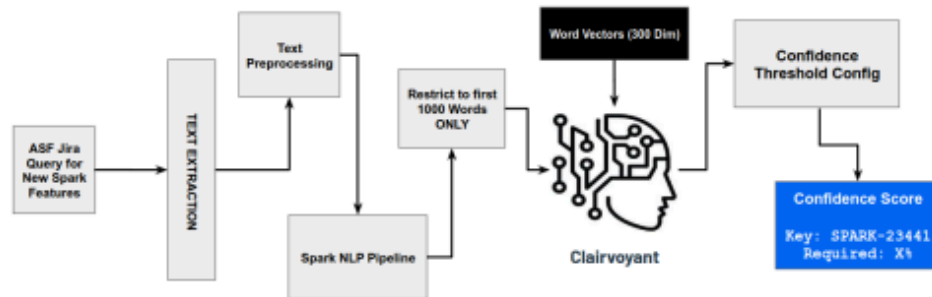 ASF Jira
Query for
New Spark
Features
TEXT EXTRACTION
Text
Preprocessing
Spark NLP Pipeline
Restrict to first
1000 Words
ONLY
Word Vectors (300 Dim)
Clairvoyant
Confidence
Threshold Config
Confidence Score
Key: SPARK-23441
Required: X%